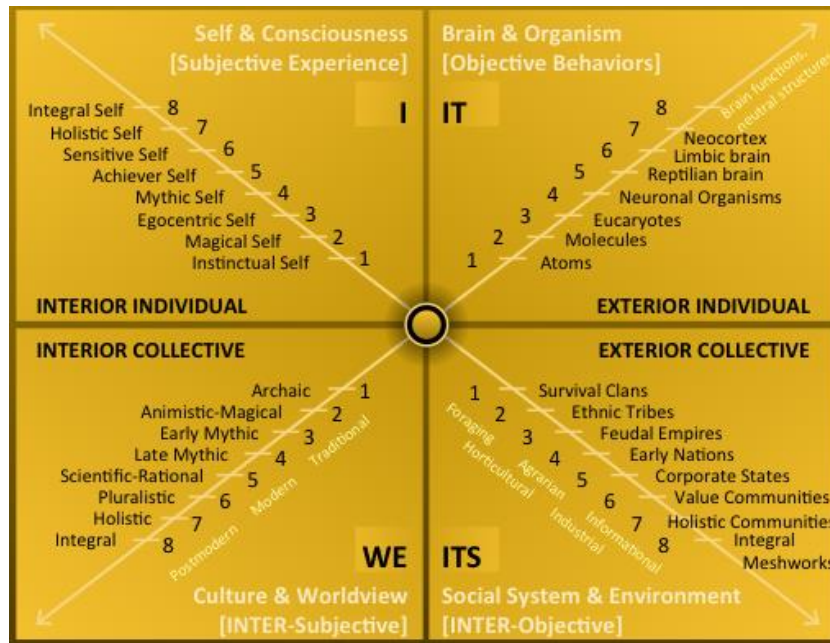 Self & Consciousness
[Subjective Experience]
I
Integral Self 8
Holistic Self 7
Sensitive Self 6
Achiever Self 5
Mythic Self 4
Egocentric Self 3
Magical Self 2
Instinctual Self 1
INTERIOR INDIVIDUAL
Brain & Organism
[Objective Behaviors]
IT
Brain functions,
neutral structures
8
7 Neocortex
6 Limbic brain
5 Reptilian brain
4 Neuronal Organisms
3 Eucaryotes
2 Molecules
1 Atoms
EXTERIOR INDIVIDUAL
INTERIOR COLLECTIVE
Archaic 1
Animistic-Magical 2
Early Mythic 3
Late Mythic 4
Scientific-Rational 5
Pluralistic 6
Holistic 7
Integral 8
Postmodern Modern Traditional
WE
Culture & Worldview
[INTER-Subjective]
EXTERIOR COLLECTIVE
1 Survival Clans
2 Ethnic Tribes
3 Feudal Empires
4 Early Nations
5 Corporate States
6 Value Communities
7 Holistic Communities
8 Integral
Meshworks
Foraging Agrarian Informational
Horticultural Industrial
ITS
Social System & Environment
[INTER-Objective]